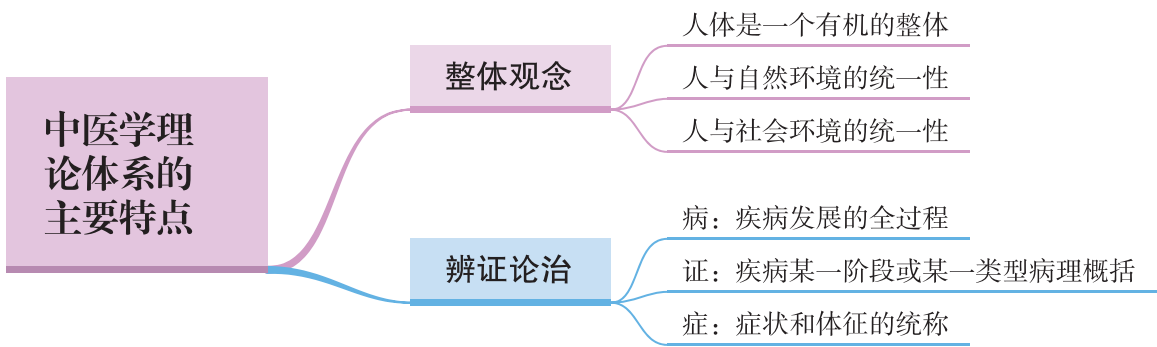 中医学理
论体系的
主要特点
整体观念
人体是一个有机的整体
人与自然环境的统一性
人与社会环境的统一性
辨证论治
病：疾病发展的全过程
证：疾病某一阶段或某一类型病理概括
症：症状和体征的统称